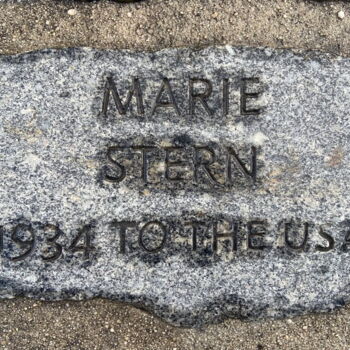 MARIE
STERN
1934 TO THE USA